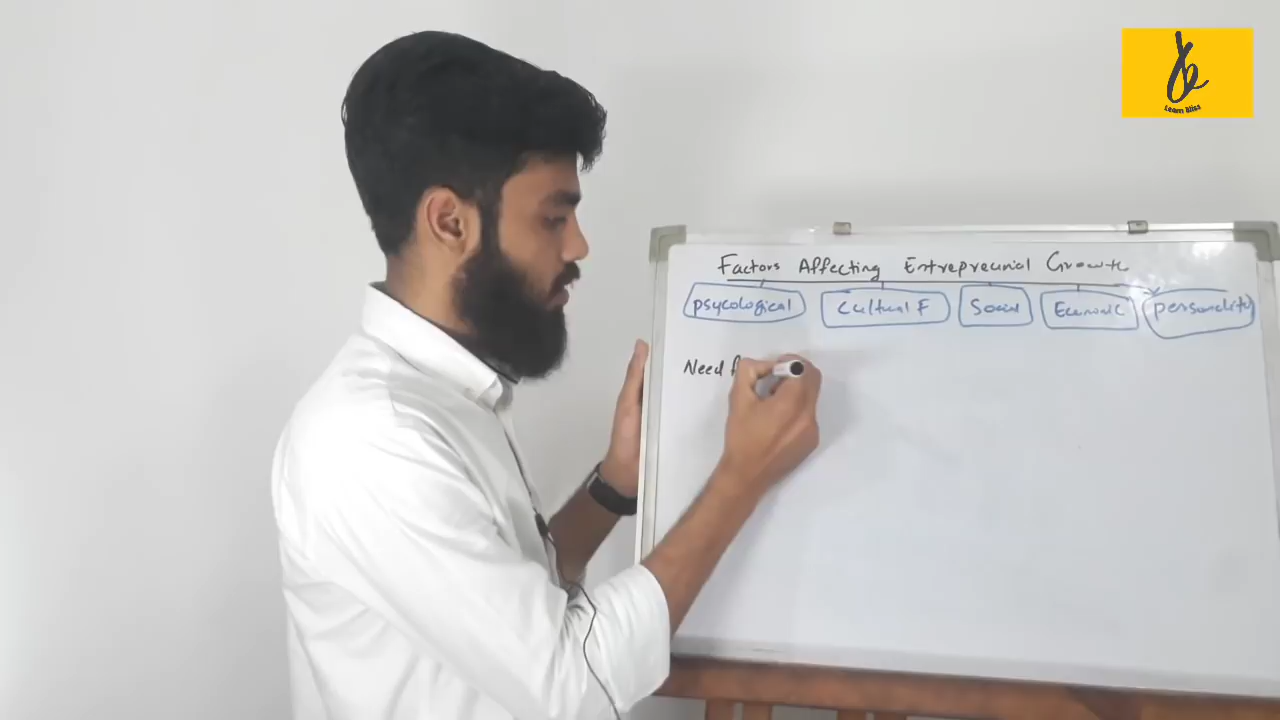 Learn Bliss
Factors Affecting Entrepreunial Growth
psycological Cultural F Social Economic personality
Need f